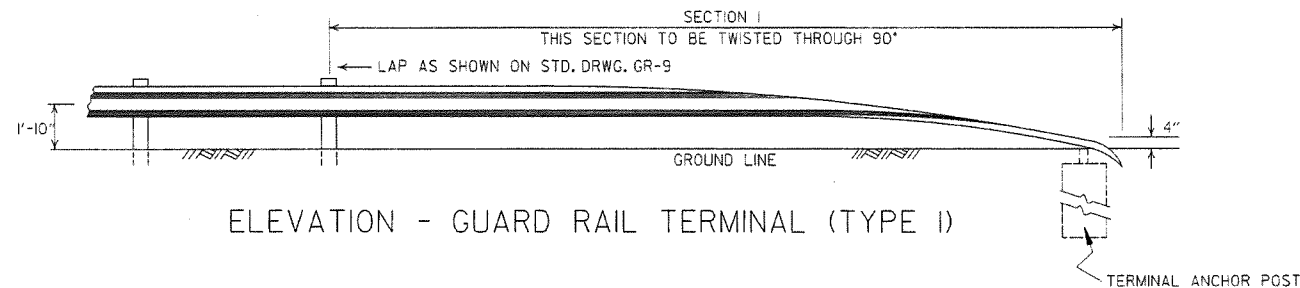 SECTION I
THIS SECTION TO BE TWISTED THROUGH 90°
LAP AS SHOWN ON STD. DRWG. GR-9
1'-10"
4"
GROUND LINE
ELEVATION - GUARD RAIL TERMINAL (TYPE I)
TERMINAL ANCHOR POST